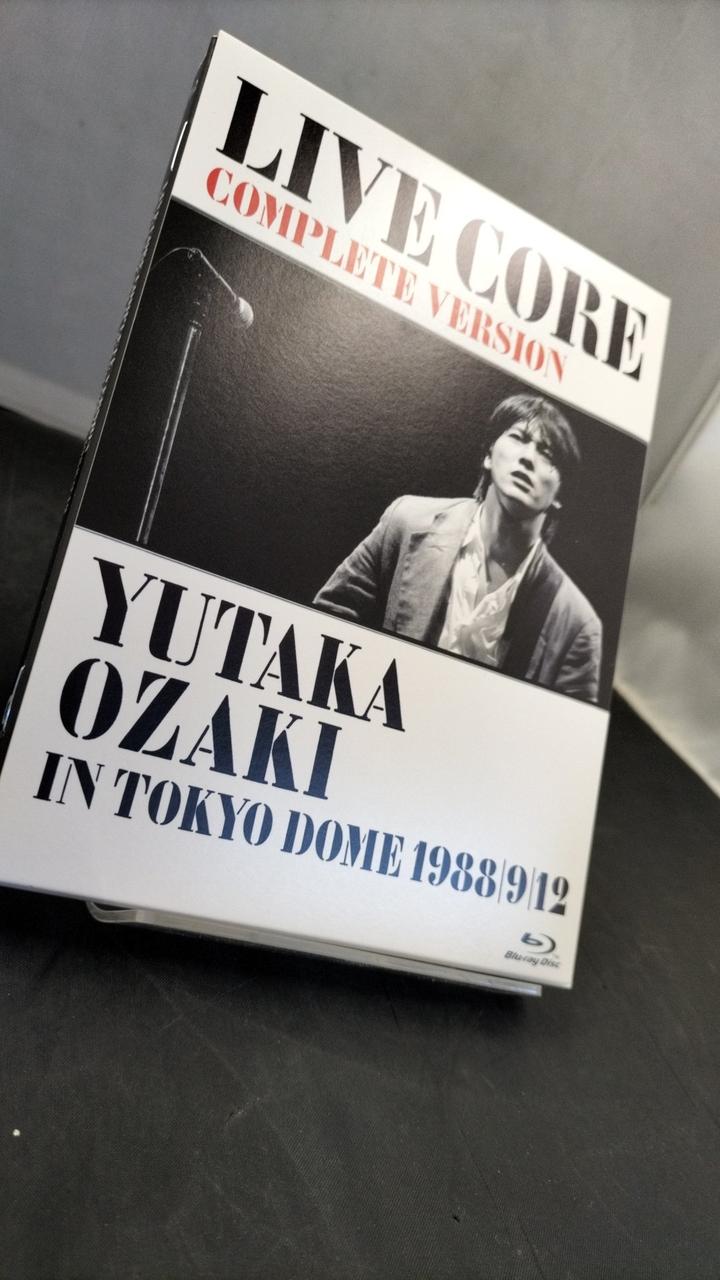 LIVE CORE
COMPLETE VERSION
YUTAKA
OZAKI
IN TOKYO DOME 1988|9|12
Blu-ray Disc